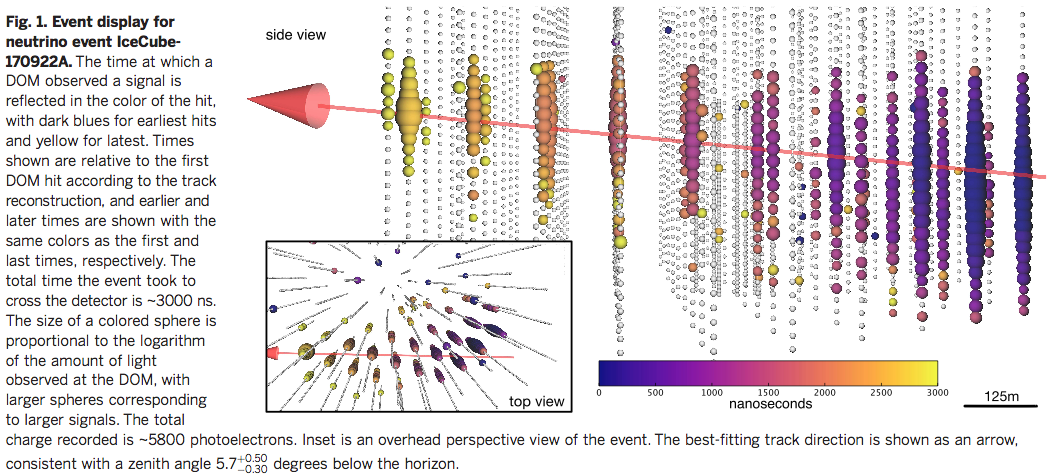 Fig. 1. Event display for
neutrino event IceCube-
170922A. The time at which a
DOM observed a signal is
reflected in the color of the hit,
with dark blues for earliest hits
and yellow for latest. Times
shown are relative to the first
DOM hit according to the track
reconstruction, and earlier and
later times are shown with the
same colors as the first and
last times, respectively. The
total time the event took to
cross the detector is ~3000 ns.
The size of a colored sphere is
proportional to the logarithm
of the amount of light
observed at the DOM, with
larger spheres corresponding
to larger signals. The total
charge recorded is ~5800 photoelectrons. Inset is an overhead perspective view of the event. The best-fitting track direction is shown as an arrow,
consistent with a zenith angle 5.7+0.50−0.30 degrees below the horizon.
side view
top view
0 500 1000 1500 2000 2500 3000
nanoseconds
125m